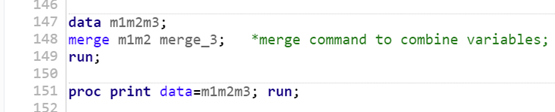 146
147 data m1m2m3;
148 merge m1m2 merge_3; *merge command to combine variables;
149 run;
150
151 proc print data=m1m2m3; run;
152